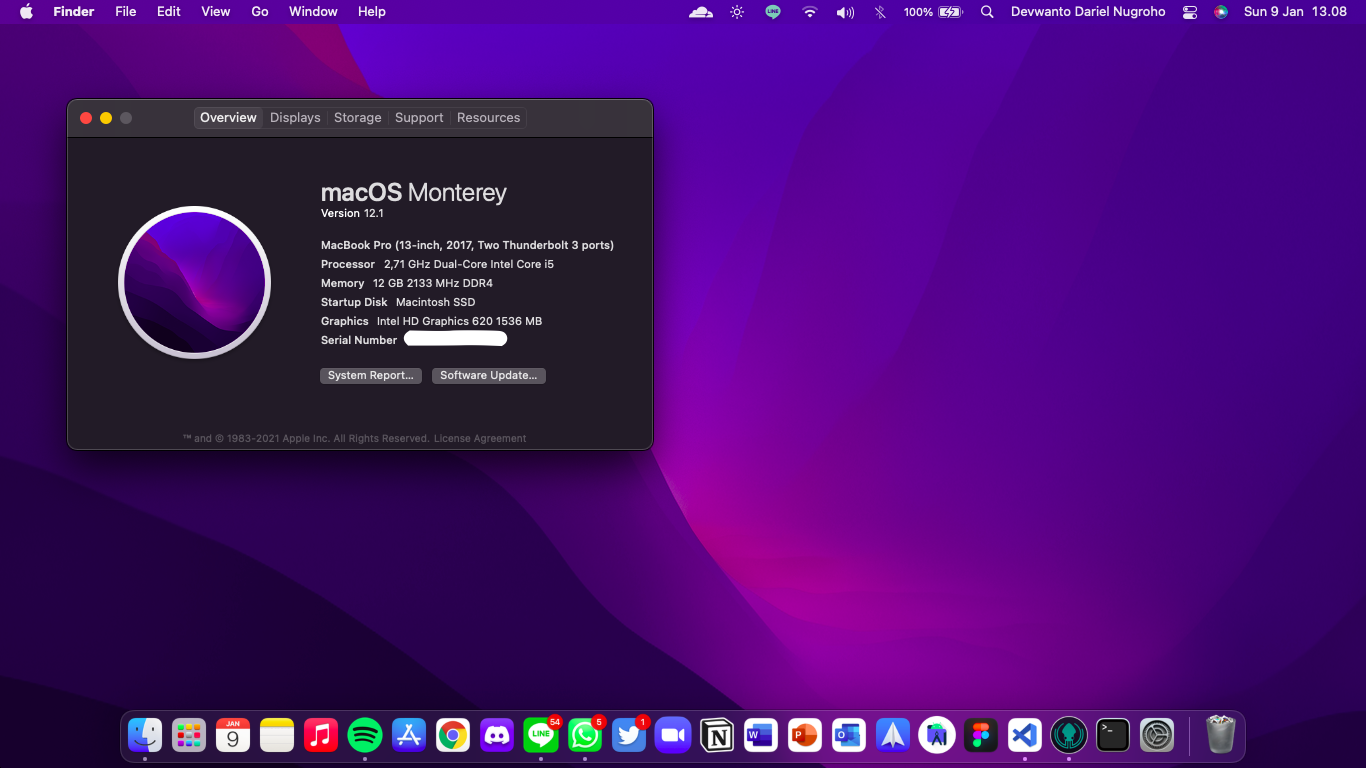 Finder File Edit View Go Window Help LINE 100% Devwanto Dariel Nugroho Sun 9 Jan 13.08
Overview Displays Storage Support Resources
macOS Monterey
Version 12.1
MacBook Pro (13-inch, 2017, Two Thunderbolt 3 ports)
Processor 2,71 GHz Dual-Core Intel Core i5
Memory 12 GB 2133 MHz DDR4
Startup Disk Macintosh SSD
Graphics Intel HD Graphics 620 1536 MB
Serial Number
System Report... Software Update...
™ and © 1983-2021 Apple Inc. All Rights Reserved. License Agreement
JAN
9
LINE
54
5
1
N
W
P
O
A
>_